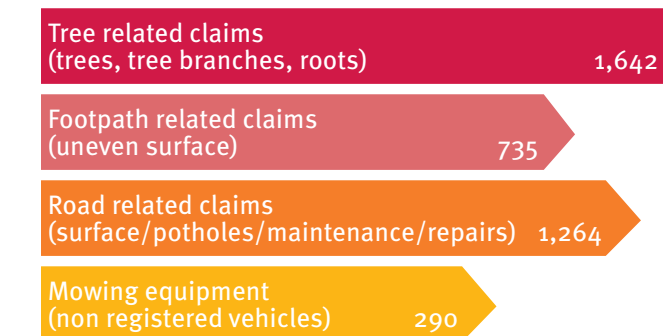 Tree related claims
(trees, tree branches, roots) 1,642
Footpath related claims
(uneven surface) 735
Road related claims
(surface/potholes/maintenance/repairs) 1,264
Mowing equipment
(non registered vehicles) 290